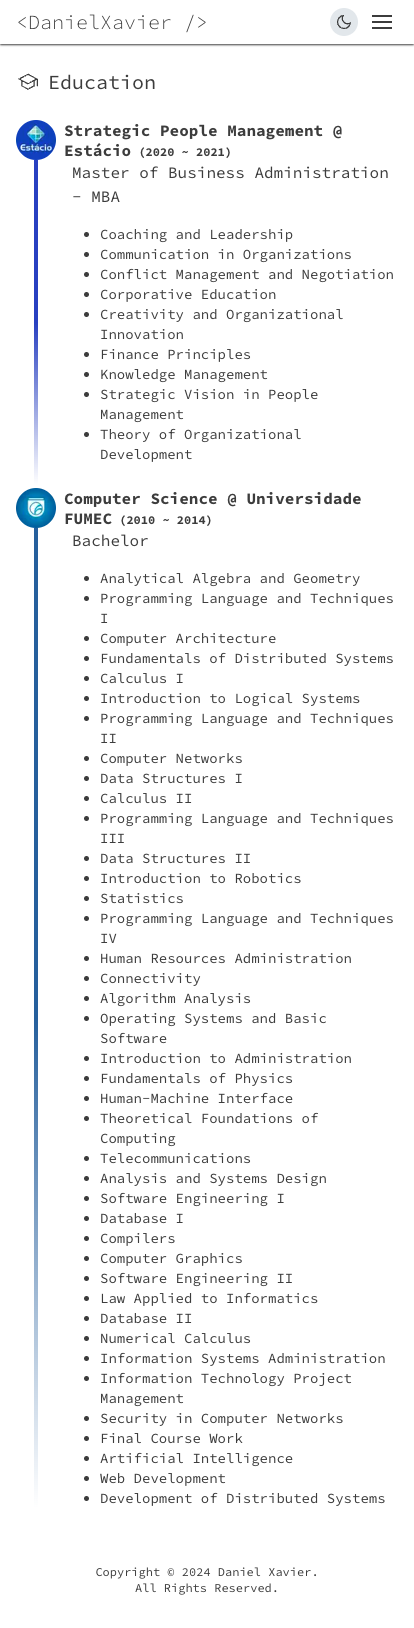 <DanielXavier />
Education
Estácio
Strategic People Management @
Estácio (2020 ~ 2021)
Master of Business Administration
- MBA
Coaching and Leadership
Communication in Organizations
Conflict Management and Negotiation
Corporative Education
Creativity and Organizational
Innovation
Finance Principles
Knowledge Management
Strategic Vision in People
Management
Theory of Organizational
Development
Computer Science @ Universidade
FUMEC (2010 ~ 2014)
Bachelor
Analytical Algebra and Geometry
Programming Language and Techniques
I
Computer Architecture
Fundamentals of Distributed Systems
Calculus I
Introduction to Logical Systems
Programming Language and Techniques
II
Computer Networks
Data Structures I
Calculus II
Programming Language and Techniques
III
Data Structures II
Introduction to Robotics
Statistics
Programming Language and Techniques
IV
Human Resources Administration
Connectivity
Algorithm Analysis
Operating Systems and Basic
Software
Introduction to Administration
Fundamentals of Physics
Human-Machine Interface
Theoretical Foundations of
Computing
Telecommunications
Analysis and Systems Design
Software Engineering I
Database I
Compilers
Computer Graphics
Software Engineering II
Law Applied to Informatics
Database II
Numerical Calculus
Information Systems Administration
Information Technology Project
Management
Security in Computer Networks
Final Course Work
Artificial Intelligence
Web Development
Development of Distributed Systems
Copyright © 2024 Daniel Xavier.
All Rights Reserved.